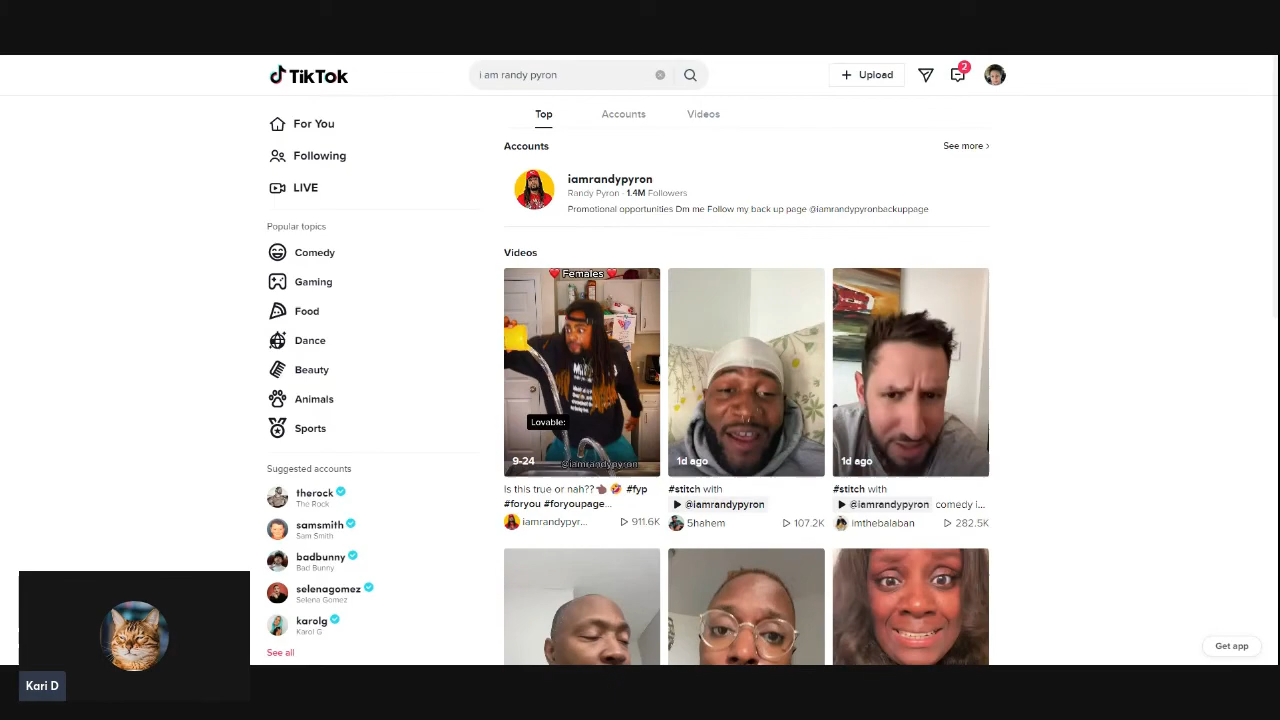 TikTok
i am randy pyron
Upload
2
For You
Following
LIVE
Popular topics
Comedy
Gaming
Food
Dance
Beauty
Animals
Sports
Suggested accounts
therock
The Rock
samsmith
Sam Smith
badbunny
Bad Bunny
selenagomez
Selena Gomez
karolg
Karol G
See all
Top Accounts Videos
Accounts
See more >
iamrandypyron
Randy Pyron · 1.4M Followers
Promotional opportunities Dm me Follow my back up page @iamrandypyronbackuppage
Videos
❤️ Females ❤️
Lovable:
9-24
@iamrandypyron
Is this true or nah?? #fyp
#foryou #foryoupage...
iamrandypyr...
911.6K
1d ago
#stitch with
@iamrandypyron
5hahem
107.2K
1d ago
#stitch with
@iamrandypyron comedy i...
imthebalaban
282.5K
Get app
Kari D